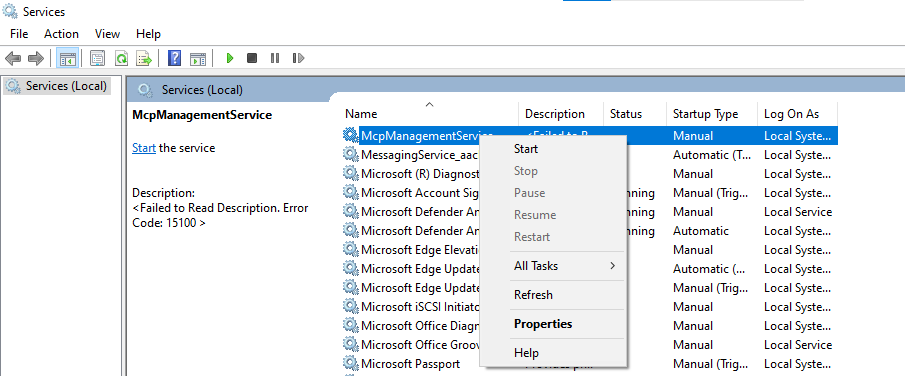 Services
File Action View Help
Services (Local)
Services (Local)
McpManagementService
Start the service
Description:
<Failed to Read Description. Error
Code: 15100 >
Name Description Status Startup Type Log On As
McpManagementService <Failed to R... Manual Local Syste...
MessagingService_aac Automatic (T... Local Syste...
Microsoft (R) Diagnost Manual Local Syste...
Microsoft Account Sig nning Manual (Trig... Local Syste...
Microsoft Defender An nning Manual Local Service
Microsoft Defender An nning Automatic Local Syste...
Microsoft Edge Elevati Manual Local Syste...
Microsoft Edge Update Automatic (... Local Syste...
Microsoft Edge Update Manual (Trig... Local Syste...
Microsoft iSCSI Initiato Manual Local Syste...
Microsoft Office Diagn Manual Local Syste...
Microsoft Office Groov Manual Local Service
Microsoft Passport Manual (Trig... Local Syste...
Start
Stop
Pause
Resume
Restart
All Tasks
Refresh
Properties
Help